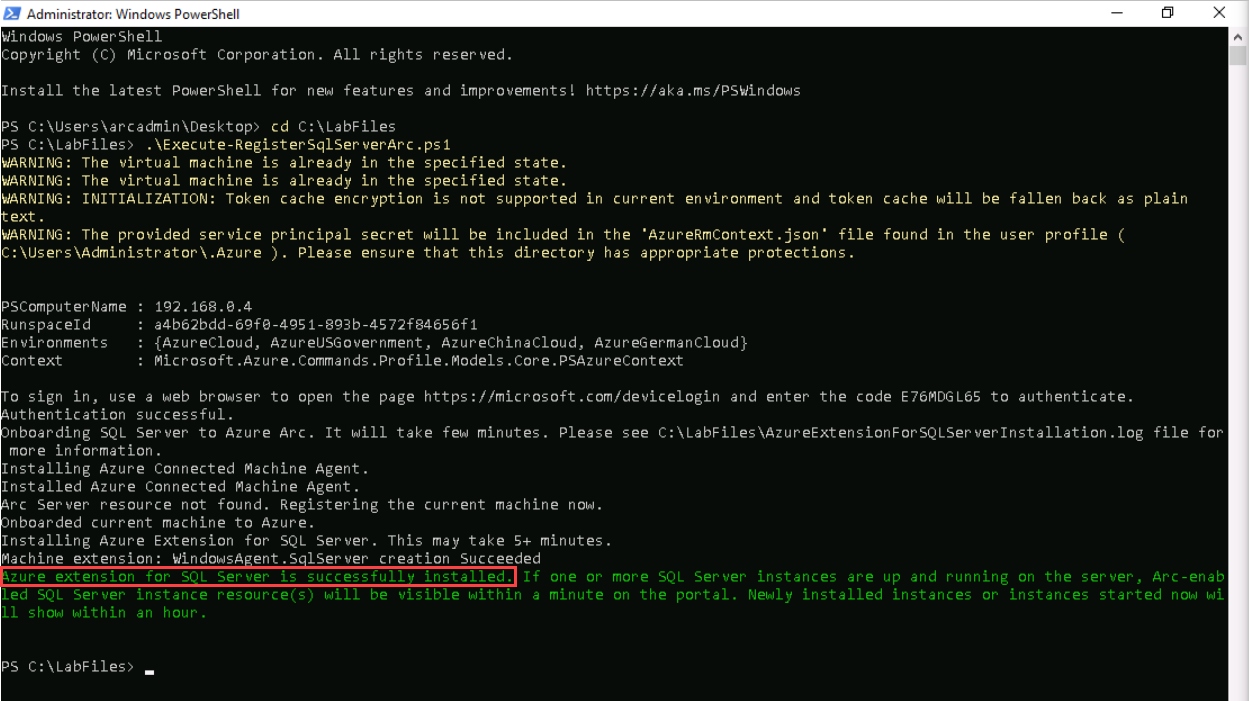 Administrator: Windows PowerShell
Windows PowerShell
Copyright (C) Microsoft Corporation. All rights reserved.
Install the latest PowerShell for new features and improvements! https://aka.ms/PSWindows
PS C:\Users\arcadmin\Desktop> cd C:\LabFiles
PS C:\LabFiles> .\Execute-RegisterSqlServerArc.ps1
WARNING: The virtual machine is already in the specified state.
WARNING: The virtual machine is already in the specified state.
WARNING: INITIALIZATION: Token cache encryption is not supported in current environment and token cache will be fallen back as plain
text.
WARNING: The provided service principal secret will be included in the 'AzureRmContext.json' file found in the user profile (
C:\Users\Administrator\.Azure ). Please ensure that this directory has appropriate protections.
PSComputerName : 192.168.0.4
RunspaceId     : a4b62bdd-69f0-4951-893b-4572f84656f1
Environments   : {AzureCloud, AzureUSGovernment, AzureChinaCloud, AzureGermanCloud}
Context        : Microsoft.Azure.Commands.Profile.Models.Core.PSAzureContext
To sign in, use a web browser to open the page https://microsoft.com/devicelogin and enter the code E76MDGL65 to authenticate.
Authentication successful.
Onboarding SQL Server to Azure Arc. It will take few minutes. Please see C:\LabFiles\AzureExtensionForSQLServerInstallation.log file for
 more information.
Installing Azure Connected Machine Agent.
Installed Azure Connected Machine Agent.
Arc Server resource not found. Registering the current machine now.
Onboarded current machine to Azure.
Installing Azure Extension for SQL Server. This may take 5+ minutes.
Machine extension: WindowsAgent.SqlServer creation Succeeded
Azure extension for SQL Server is successfully installed. If one or more SQL Server instances are up and running on the server, Arc-enab
led SQL Server instance resource(s) will be visible within a minute on the portal. Newly installed instances or instances started now wi
ll show within an hour.
PS C:\LabFiles>